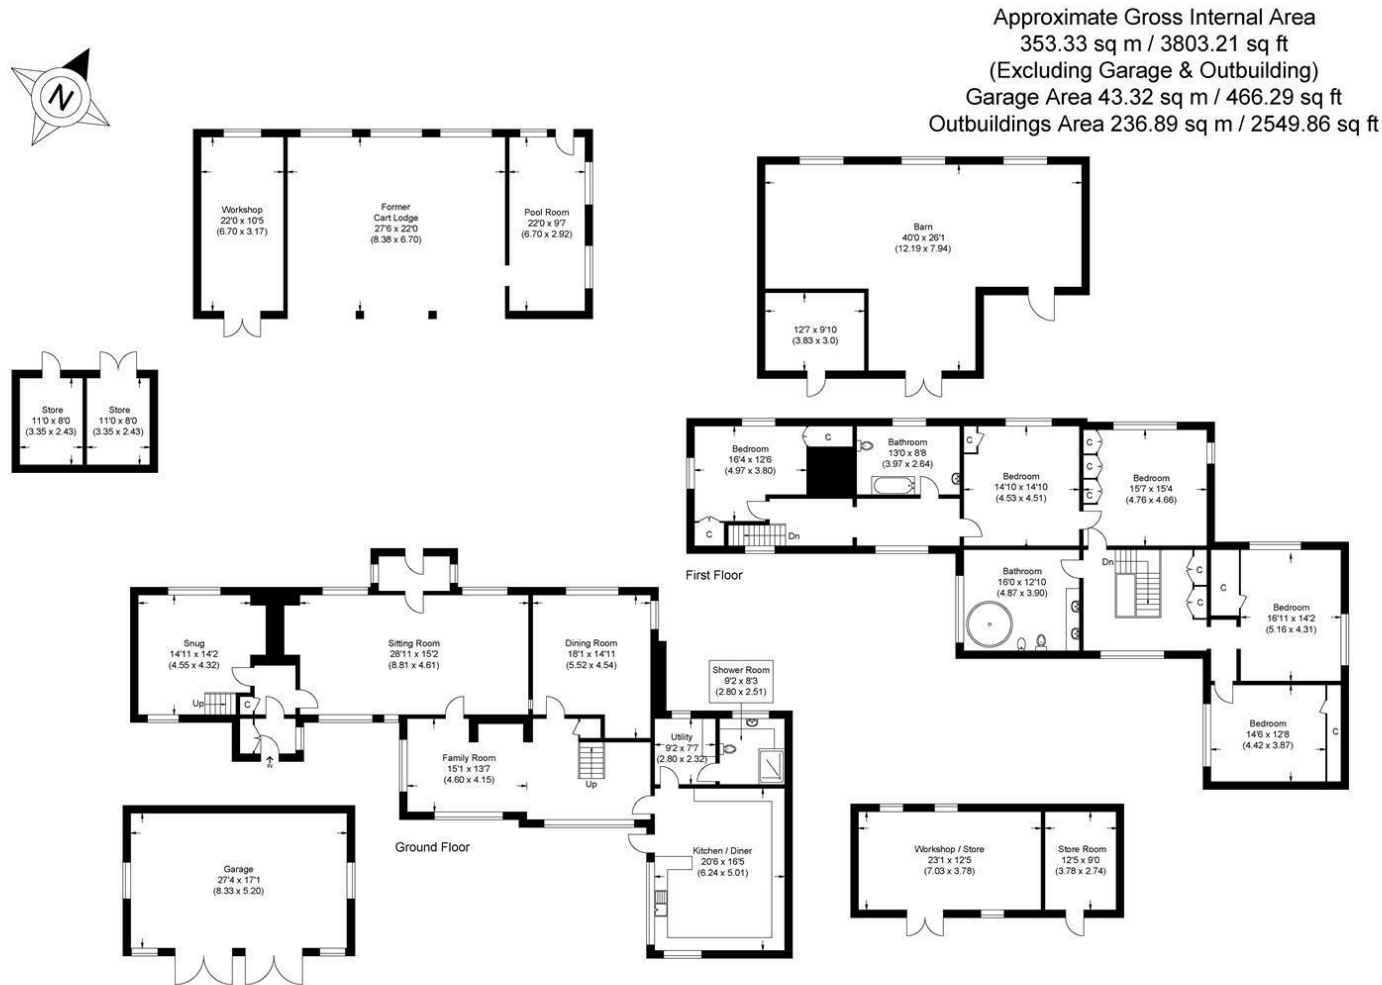 Approximate Gross Internal Area
353.33 sq m / 3803.21 sq ft
(Excluding Garage & Outbuilding)
Garage Area 43.32 sq m / 466.29 sq ft
Outbuildings Area 236.89 sq m / 2549.86 sq ft
N
Workshop
22'0 x 10'5
(6.70 x 3.17)
Former
Cart Lodge
27'6 x 22'0
(8.38 x 6.70)
Pool Room
22'0 x 9'7
(6.70 x 2.92)
Barn
40'0 x 26'1
(12.19 x 7.94)
12'7 x 9'10
(3.83 x 3.0)
Store
11'0 x 8'0
(3.35 x 2.43)
Store
11'0 x 8'0
(3.35 x 2.43)
Bedroom
16'4 x 12'6
(4.97 x 3.80)
C
C
Dn
Bathroom
13'0 x 8'8
(3.97 x 2.64)
C
Bedroom
14'10 x 14'10
(4.53 x 4.51)
C
C
C
Bedroom
15'7 x 15'4
(4.76 x 4.66)
First Floor
Bathroom
16'0 x 12'10
(4.87 x 3.90)
Dn
C
C
C
Bedroom
16'11 x 14'2
(5.16 x 4.31)
Bedroom
14'6 x 12'8
(4.42 x 3.87)
C
Snug
14'11 x 14'2
(4.55 x 4.32)
Up
C
IN
Sitting Room
28'11 x 15'2
(8.81 x 4.61)
Dining Room
18'1 x 14'11
(5.52 x 4.54)
Shower Room
9'2 x 8'3
(2.80 x 2.51)
Utility
9'2 x 7'7
(2.80 x 2.32)
Family Room
15'1 x 13'7
(4.60 x 4.15)
Up
Ground Floor
Kitchen / Diner
20'6 x 16'5
(6.24 x 5.01)
Garage
27'4 x 17'1
(8.33 x 5.20)
Workshop / Store
23'1 x 12'5
(7.03 x 3.78)
Store Room
12'5 x 9'0
(3.78 x 2.74)